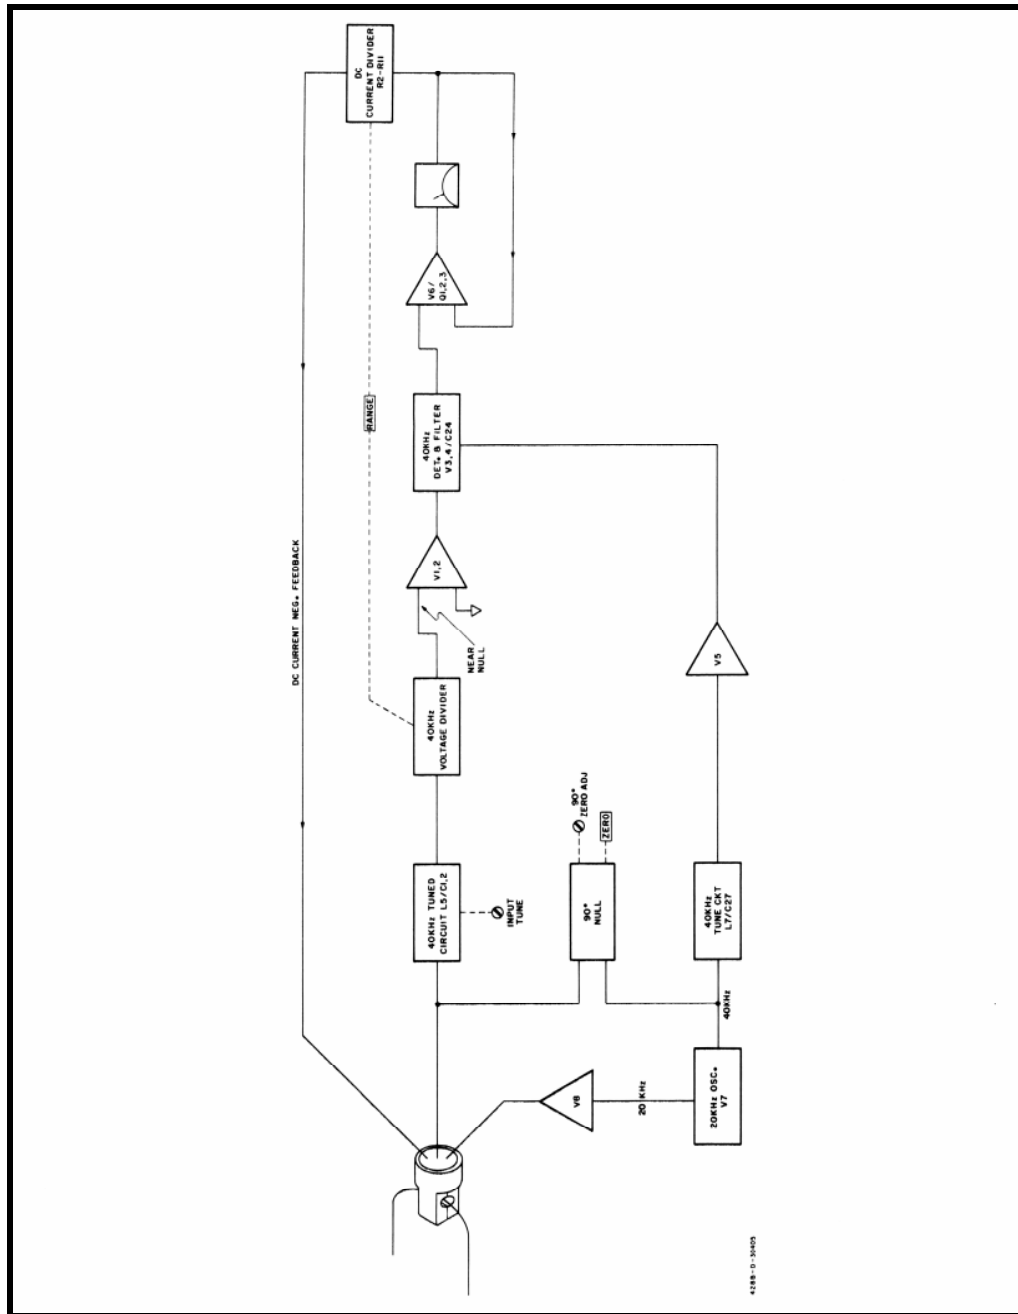 DC
CURRENT DIVIDER
R2-R11
V6/
Q1,2,3
DC CURRENT NEG. FEEDBACK
RANGE
40KHz
DET. & FILTER
V3,4/C24
V1,2
NEAR
NULL
40KHz
VOLTAGE DIVIDER
V5
90°
ZERO ADJ
ZERO
40KHz TUNED
CIRCUIT L5/C1,2
INPUT
TUNE
90°
NULL
40KHz
TUNE CKT
L7/C27
40KHz
V8
20 KHz
20KHz OSC.
V7
428B-D-30405